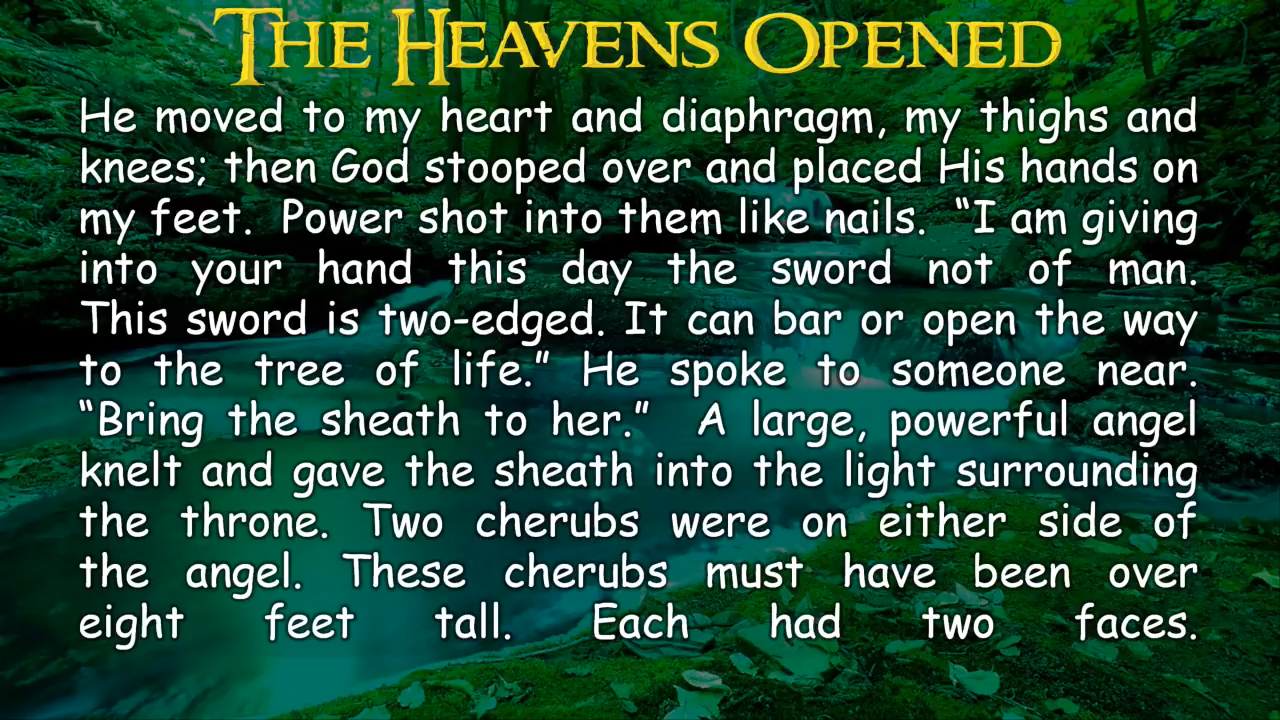 The Heavens Opened
He moved to my heart and diaphragm, my thighs and
knees; then God stooped over and placed His hands on
my feet.  Power shot into them like nails.  “I am giving
into your hand this day the sword not of man.
This sword is two-edged. It can bar or open the way
to the tree of life.” He spoke to someone near.
“Bring the sheath to her.”  A large, powerful angel
knelt and gave the sheath into the light surrounding
the throne. Two cherubs were on either side of
the angel. These cherubs must have been over
eight feet tall. Each had two faces.